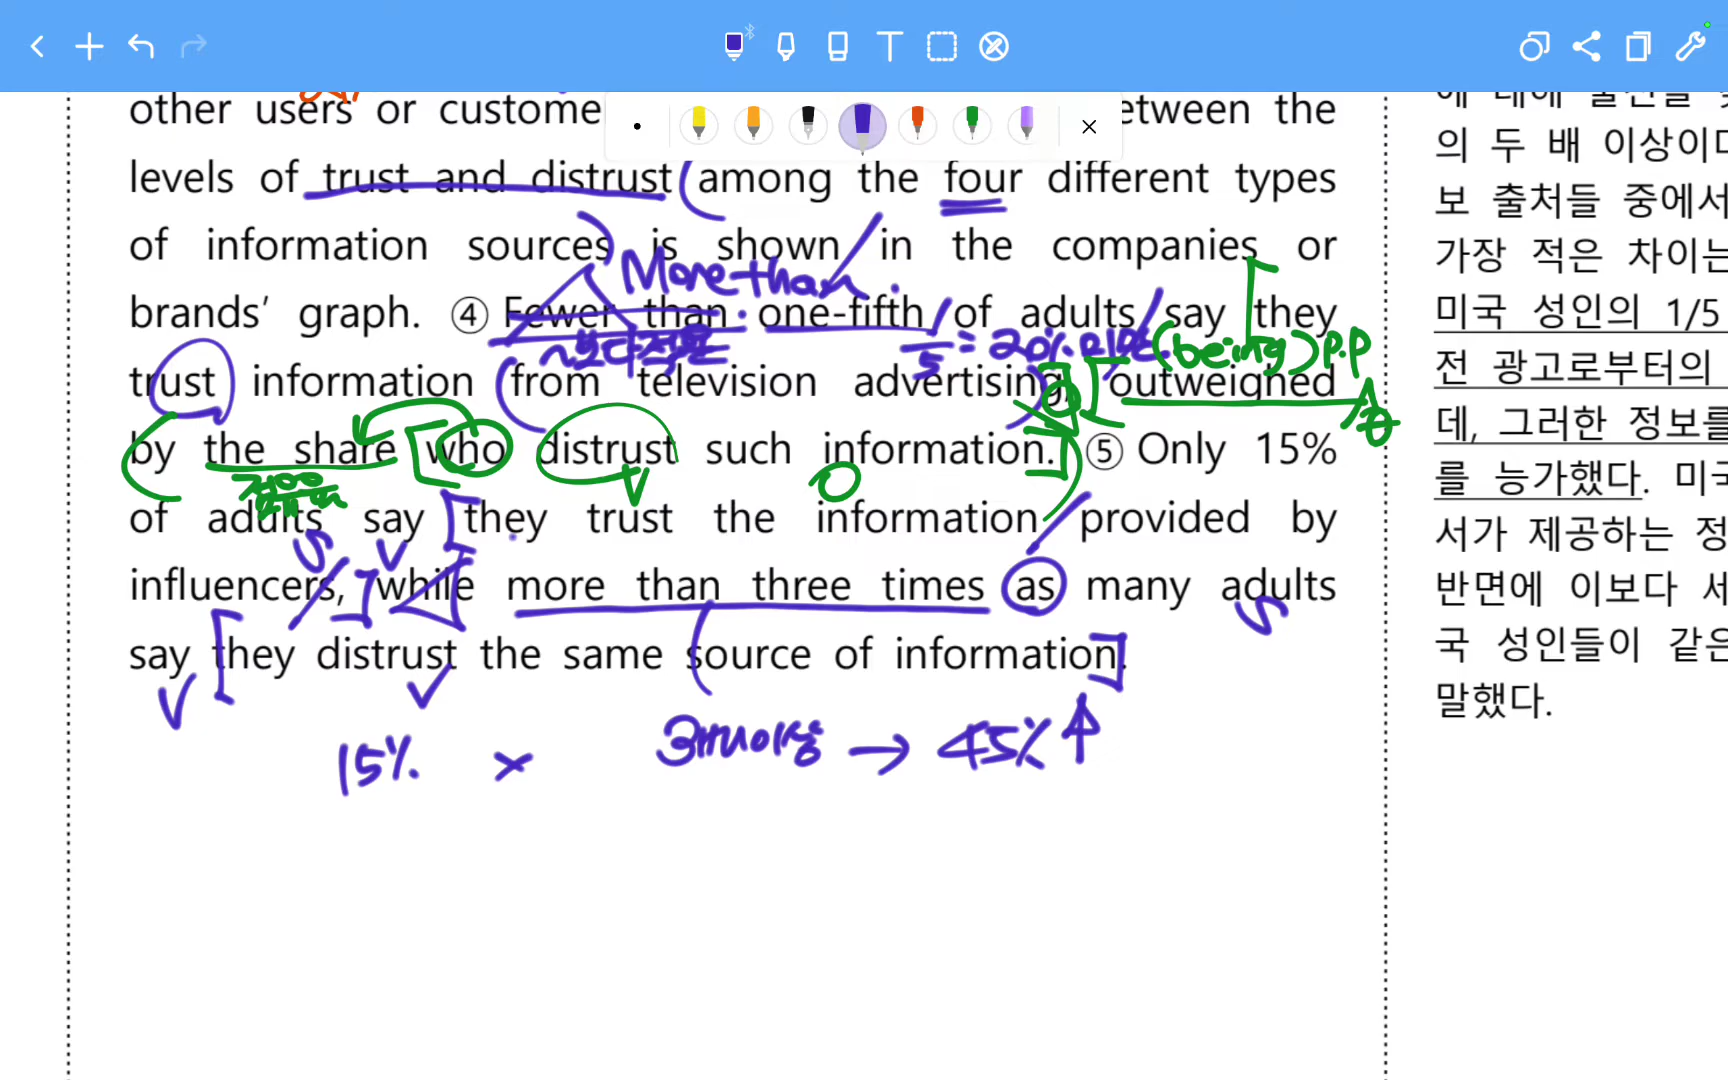 other users or custome etween the
levels of trust and distrust among the four different types
of information sources is shown in the companies or
More than.
brands' graph. ④ Fewer than one-fifth of adults say they
1/5 = 20% (being) p.p
trust information from television advertising, outweighed
by the share who distrust such information. ⑤ Only 15%
V O
of adults say they trust the information provided by
S V
influencers, while more than three times as many adults
S
say they distrust the same source of information.
V V
15% × 3배 이상 → 45% ↑
의 두 배 이상이다
보 출처들 중에서
가장 적은 차이는
미국 성인의 1/5
전 광고로부터의
데, 그러한 정보를
를 능가했다. 미국
서가 제공하는 정
반면에 이보다 세
국 성인들이 같은
말했다.